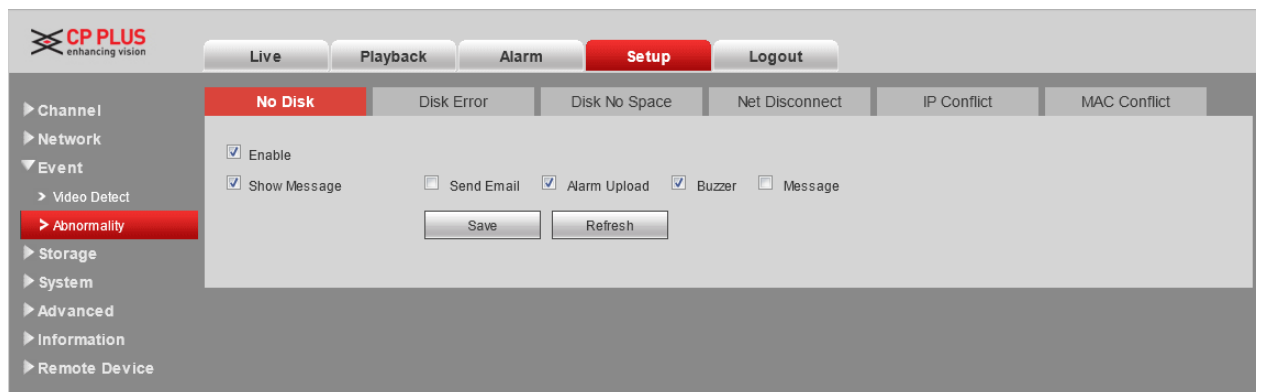 CP PLUS
enhancing vision
Live Playback Alarm Setup Logout
No Disk Disk Error Disk No Space Net Disconnect IP Conflict MAC Conflict
Channel
Network
Event
> Video Detect
> Abnormality
Storage
System
Advanced
Information
Remote Device
Enable
Show Message Send Email Alarm Upload Buzzer Message
Save Refresh